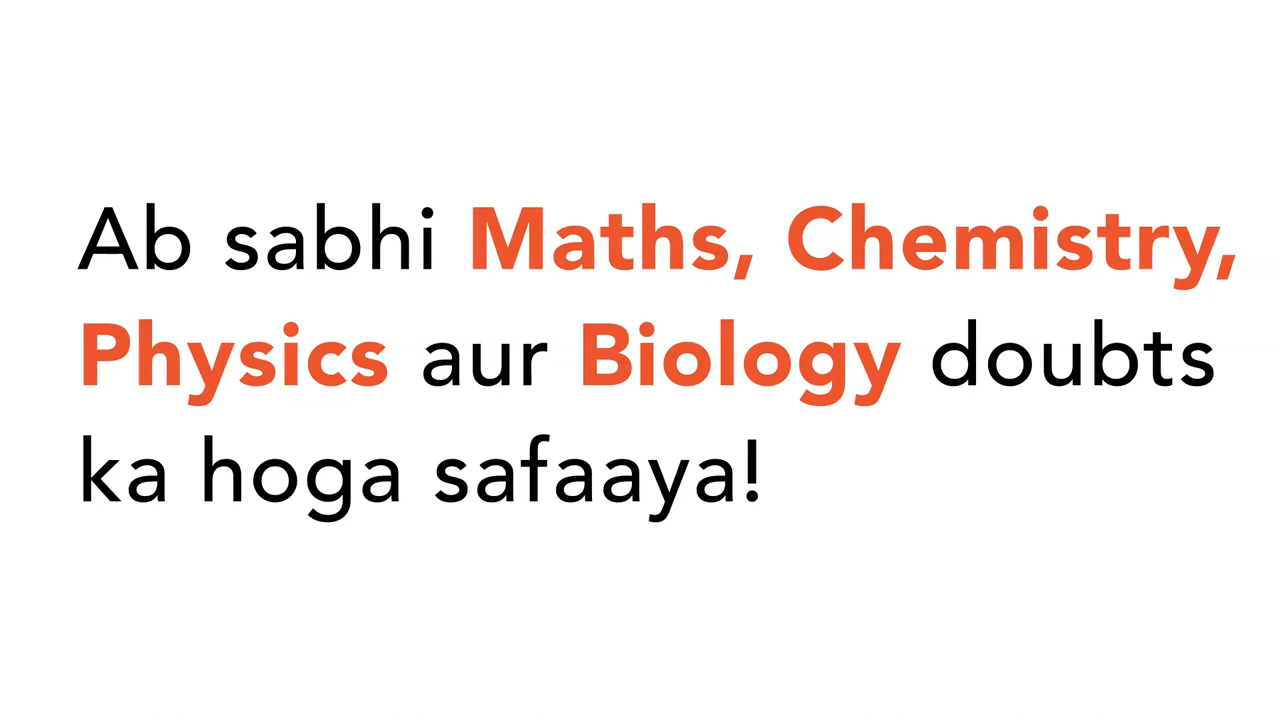 Ab sabhi Maths, Chemistry,
Physics aur Biology doubts
ka hoga safaaya!